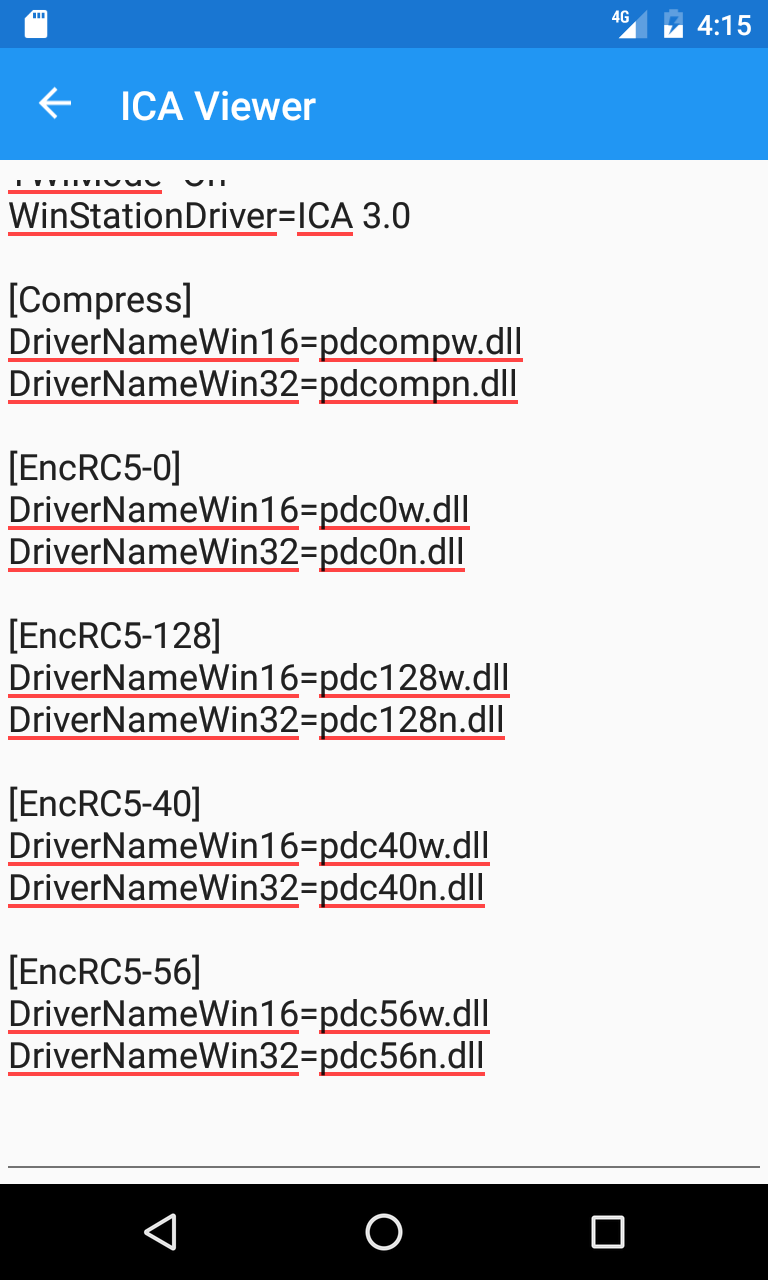 4G 4:15
ICA Viewer
WinStationDriver=ICA 3.0
[Compress]
DriverNameWin16=pdcompw.dll
DriverNameWin32=pdcompn.dll
[EncRC5-0]
DriverNameWin16=pdc0w.dll
DriverNameWin32=pdc0n.dll
[EncRC5-128]
DriverNameWin16=pdc128w.dll
DriverNameWin32=pdc128n.dll
[EncRC5-40]
DriverNameWin16=pdc40w.dll
DriverNameWin32=pdc40n.dll
[EncRC5-56]
DriverNameWin16=pdc56w.dll
DriverNameWin32=pdc56n.dll